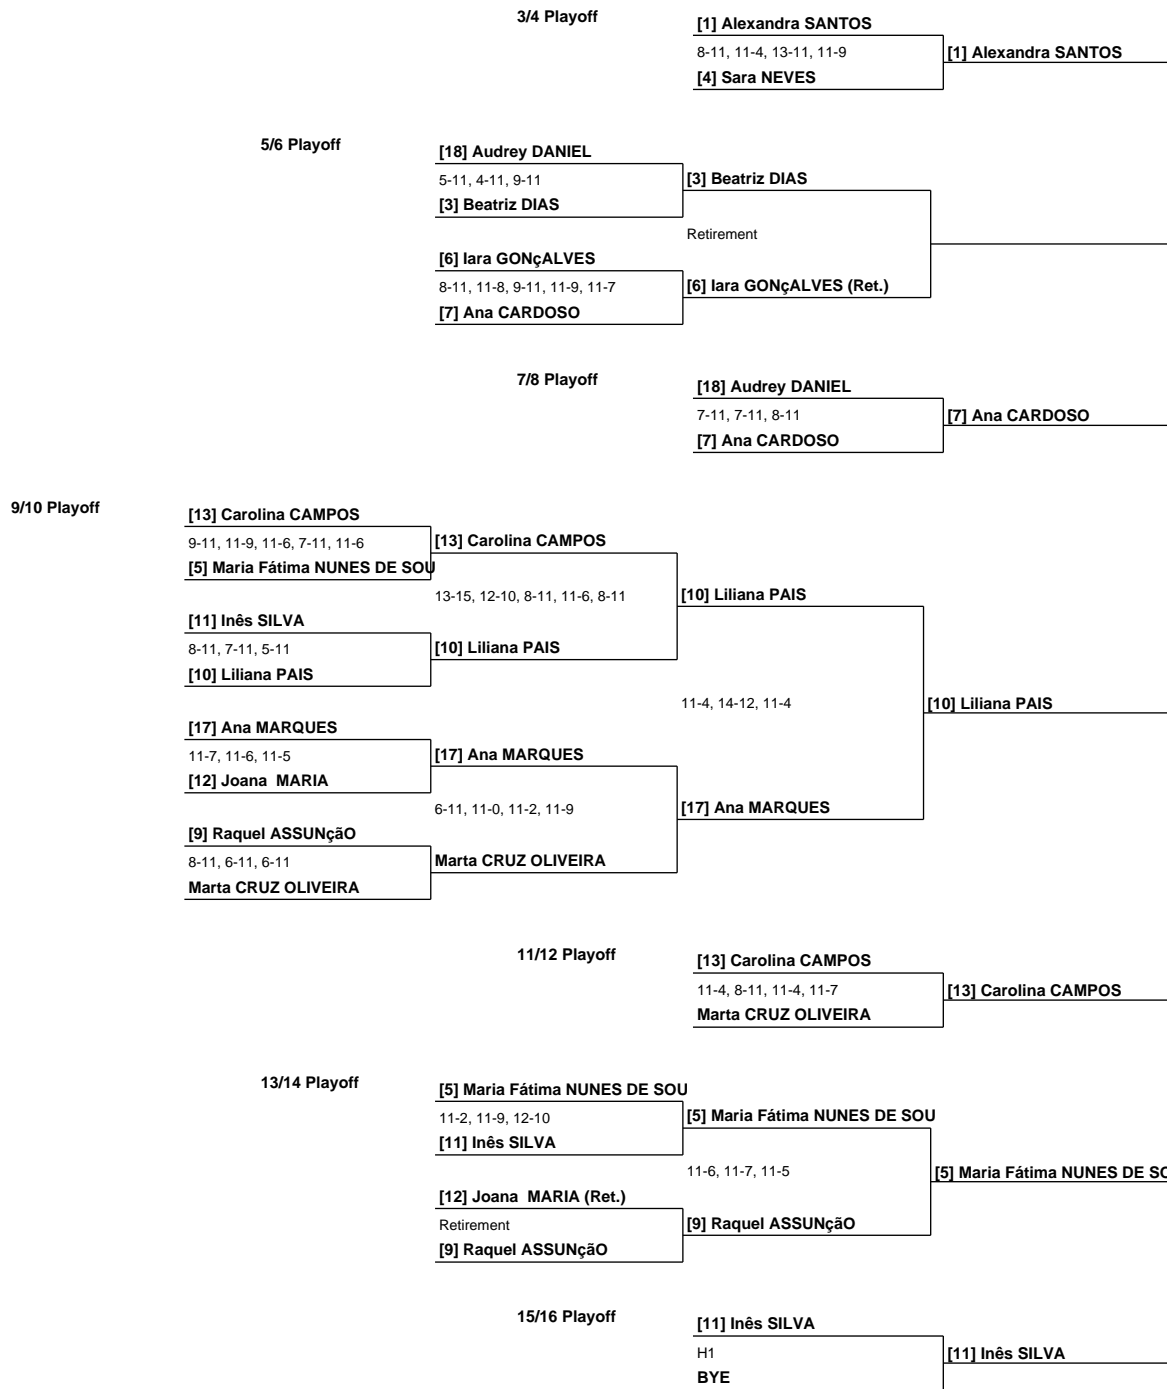 3/4 Playoff
[1] Alexandra SANTOS
8-11, 11-4, 13-11, 11-9
[1] Alexandra SANTOS
[4] Sara NEVES
5/6 Playoff
[18] Audrey DANIEL
5-11, 4-11, 9-11
[3] Beatriz DIAS
[3] Beatriz DIAS
Retirement
[6] Iara GONçALVES
8-11, 11-8, 9-11, 11-9, 11-7
[6] Iara GONçALVES (Ret.)
[7] Ana CARDOSO
7/8 Playoff
[18] Audrey DANIEL
7-11, 7-11, 8-11
[7] Ana CARDOSO
[7] Ana CARDOSO
9/10 Playoff
[13] Carolina CAMPOS
9-11, 11-9, 11-6, 7-11, 11-6
[13] Carolina CAMPOS
[5] Maria Fátima NUNES DE SOU
13-15, 12-10, 8-11, 11-6, 8-11
[10] Liliana PAIS
[11] Inês SILVA
8-11, 7-11, 5-11
[10] Liliana PAIS
[10] Liliana PAIS
11-4, 14-12, 11-4
[10] Liliana PAIS
[17] Ana MARQUES
11-7, 11-6, 11-5
[17] Ana MARQUES
[12] Joana  MARIA
6-11, 11-0, 11-2, 11-9
[17] Ana MARQUES
[9] Raquel ASSUNçãO
8-11, 6-11, 6-11
Marta CRUZ OLIVEIRA
Marta CRUZ OLIVEIRA
11/12 Playoff
[13] Carolina CAMPOS
11-4, 8-11, 11-4, 11-7
[13] Carolina CAMPOS
Marta CRUZ OLIVEIRA
13/14 Playoff
[5] Maria Fátima NUNES DE SOU
11-2, 11-9, 12-10
[5] Maria Fátima NUNES DE SOU
[11] Inês SILVA
11-6, 11-7, 11-5
[5] Maria Fátima NUNES DE SO
[12] Joana  MARIA (Ret.)
Retirement
[9] Raquel ASSUNçãO
[9] Raquel ASSUNçãO
15/16 Playoff
[11] Inês SILVA
H1
[11] Inês SILVA
BYE